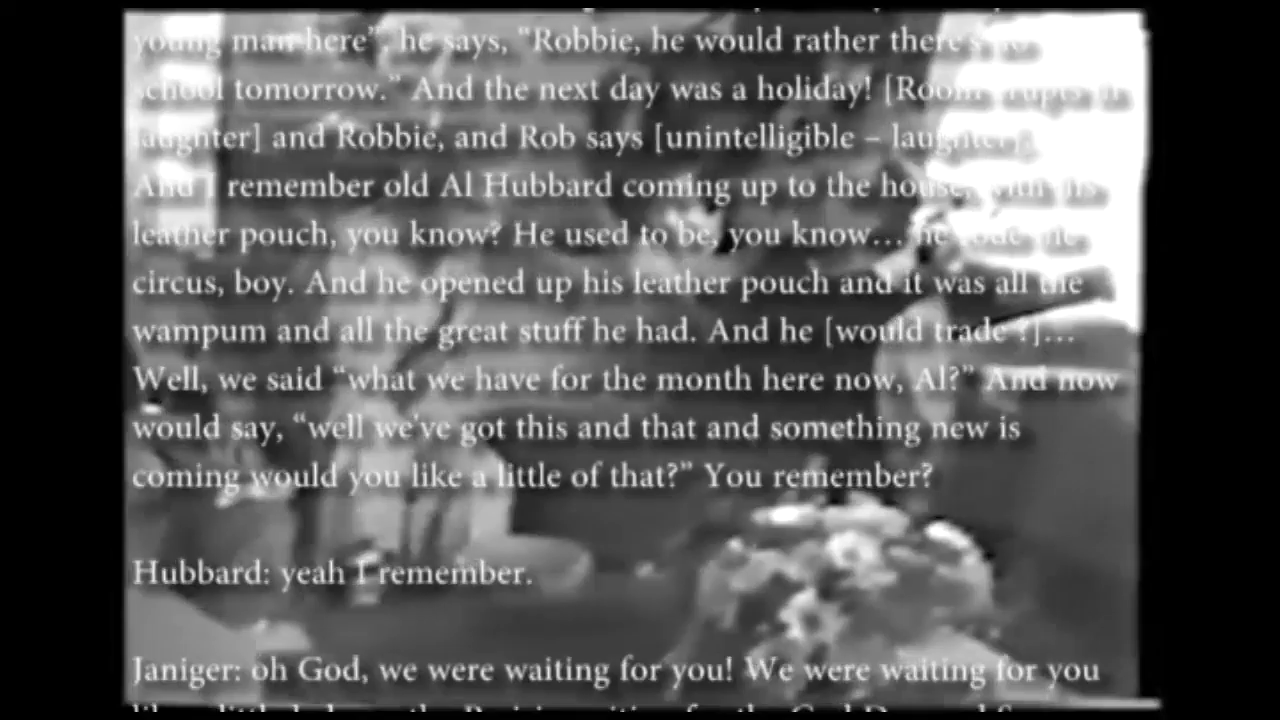 young man here", he says, “Robbie, he would rather there's no
school tomorrow.” And the next day was a holiday! [Room erupts in
laughter] and Robbie, and Rob says [unintelligible – laughter].
And I remember old Al Hubbard coming up to the house, with his
leather pouch, you know? He used to be, you know… he rode the
circus, boy. And he opened up his leather pouch and it was all the
wampum and all the great stuff he had. And he [would trade ?]…
Well, we said “what we have for the month here now, Al?” And now
would say, “well we've got this and that and something new is
coming would you like a little of that?” You remember?
Hubbard: yeah I remember.
Janiger: oh God, we were waiting for you! We were waiting for you